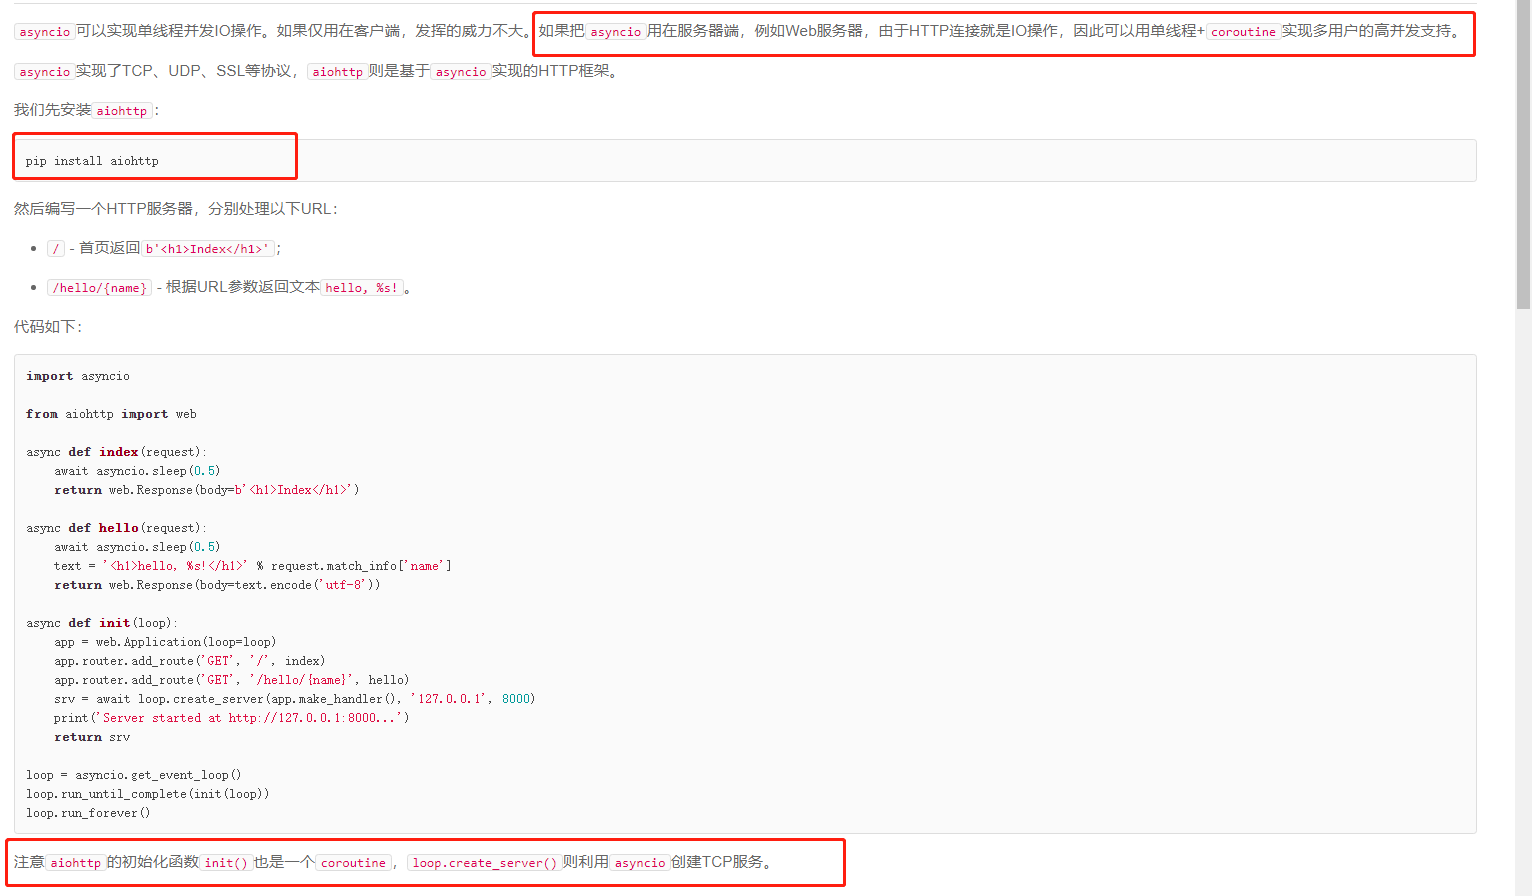 asyncio可以实现单线程并发IO操作。如果仅用在客户端，发挥的威力不大。如果把asyncio用在服务器端，例如Web服务器，由于HTTP连接就是IO操作，因此可以用单线程+coroutine实现多用户的高并发支持。
asyncio实现了TCP、UDP、SSL等协议，aiohttp则是基于asyncio实现的HTTP框架。
我们先安装aiohttp：
pip install aiohttp
然后编写一个HTTP服务器，分别处理以下URL：
• / - 首页返回b'<h1>Index</h1>'；
• /hello/{name} - 根据URL参数返回文本hello, %s!。
代码如下：
import asyncio
from aiohttp import web
async def index(request):
    await asyncio.sleep(0.5)
    return web.Response(body=b'<h1>Index</h1>')
async def hello(request):
    await asyncio.sleep(0.5)
    text = '<h1>hello, %s!</h1>' % request.match_info['name']
    return web.Response(body=text.encode('utf-8'))
async def init(loop):
    app = web.Application(loop=loop)
    app.router.add_route('GET', '/', index)
    app.router.add_route('GET', '/hello/{name}', hello)
    srv = await loop.create_server(app.make_handler(), '127.0.0.1', 8000)
    print('Server started at http://127.0.0.1:8000...')
    return srv
loop = asyncio.get_event_loop()
loop.run_until_complete(init(loop))
loop.run_forever()
注意aiohttp的初始化函数init()也是一个coroutine，loop.create_server()则利用asyncio创建TCP服务。